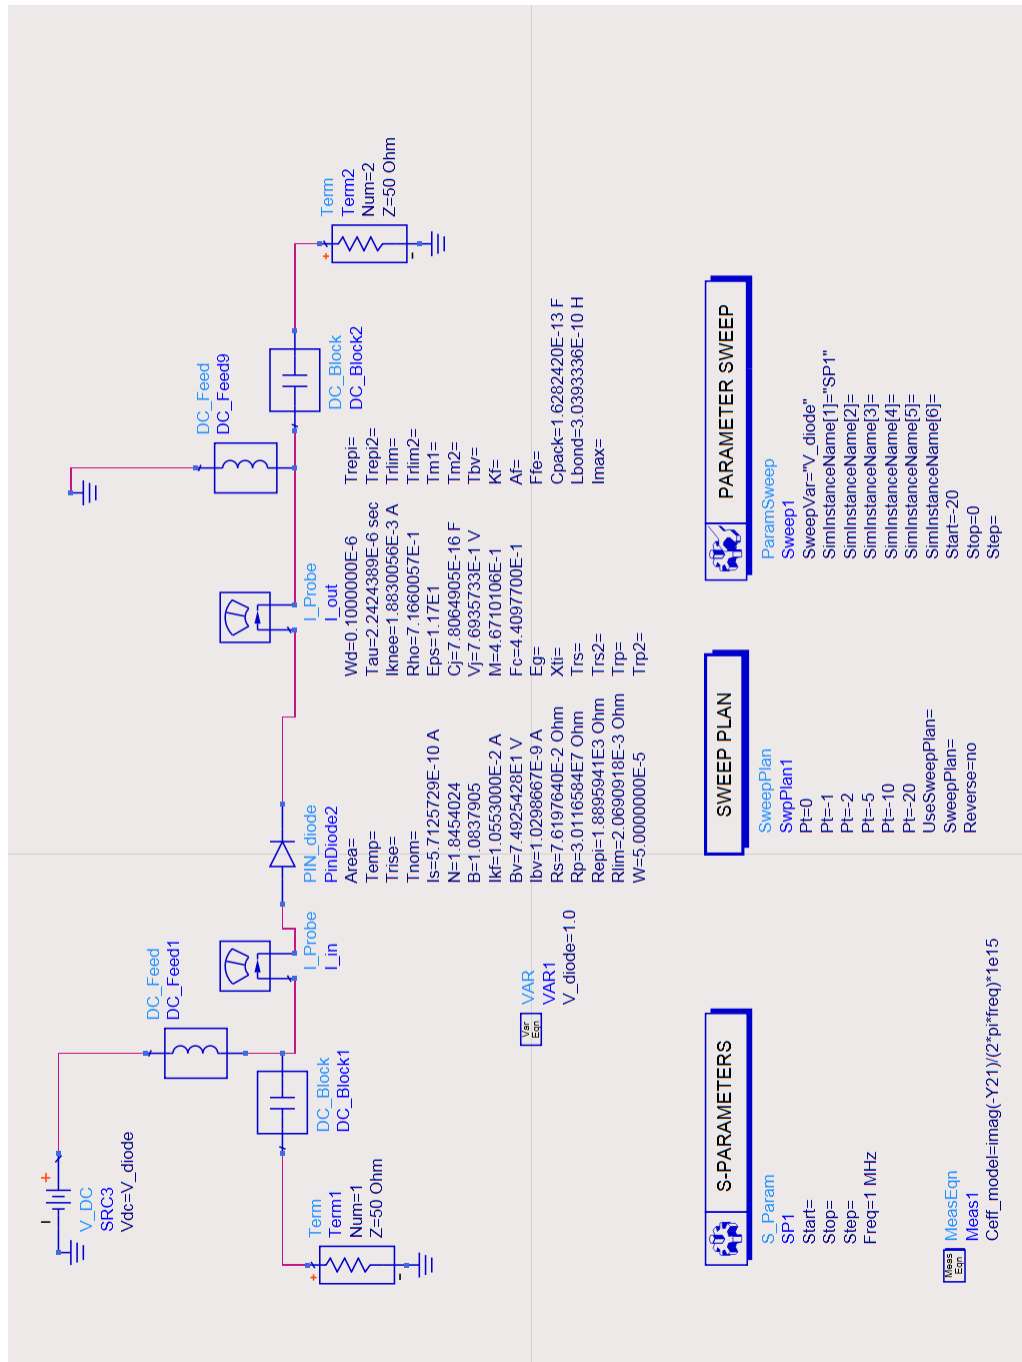 V_DC
SRC3
Vdc=V_diode
DC_Feed
DC_Feed1
Term
Term1
Num=1
Z=50 Ohm
DC_Block
DC_Block1
I_Probe
I_in
PIN_diode
PinDiode2
Area=
Temp=
Trise=
Tnom=
Is=5.7125729E-10 A
N=1.8454024
B=1.0837905
Ikf=1.0553000E-2 A
Bv=7.4925428E1 V
Ibv=1.0298667E-9 A
Rs=7.6197640E-2 Ohm
Rp=3.0116584E7 Ohm
Repi=1.8895941E3 Ohm
Rlim=2.0690918E-3 Ohm
W=5.0000000E-5
I_Probe
I_out
Wd=0.1000000E-6
Tau=2.2424389E-6 sec
Iknee=1.8830056E-3 A
Rho=7.1660057E-1
Eps=1.17E1
Cj=7.8064905E-16 F
Vj=7.6935733E-1 V
M=4.6710106E-1
Fc=4.4097700E-1
Eg=
Xti=
Trs=
Trs2=
Trp=
Trp2=
DC_Feed
DC_Feed9
Trepi=
Trepi2=
Trlim=
Trlim2=
Tm1=
Tm2=
Tbv=
Kf=
Af=
Ffe=
Cpack=1.6282420E-13 F
Lbond=3.0393336E-10 H
Imax=
DC_Block
DC_Block2
Term
Term2
Num=2
Z=50 Ohm
Var
Eqn
VAR
VAR1
V_diode=1.0
S-PARAMETERS
S_Param
SP1
Start=
Stop=
Step=
Freq=1 MHz
SWEEP PLAN
SweepPlan
SwpPlan1
Pt=0
Pt=-1
Pt=-2
Pt=-5
Pt=-10
Pt=-20
UseSweepPlan=
SweepPlan=
Reverse=no
PARAMETER SWEEP
ParamSweep
Sweep1
SweepVar="V_diode"
SimInstanceName[1]="SP1"
SimInstanceName[2]=
SimInstanceName[3]=
SimInstanceName[4]=
SimInstanceName[5]=
SimInstanceName[6]=
Start=-20
Stop=0
Step=
Meas
Eqn
MeasEqn
Meas1
Ceff_model=imag(-Y21)/(2*pi*freq)*1e15